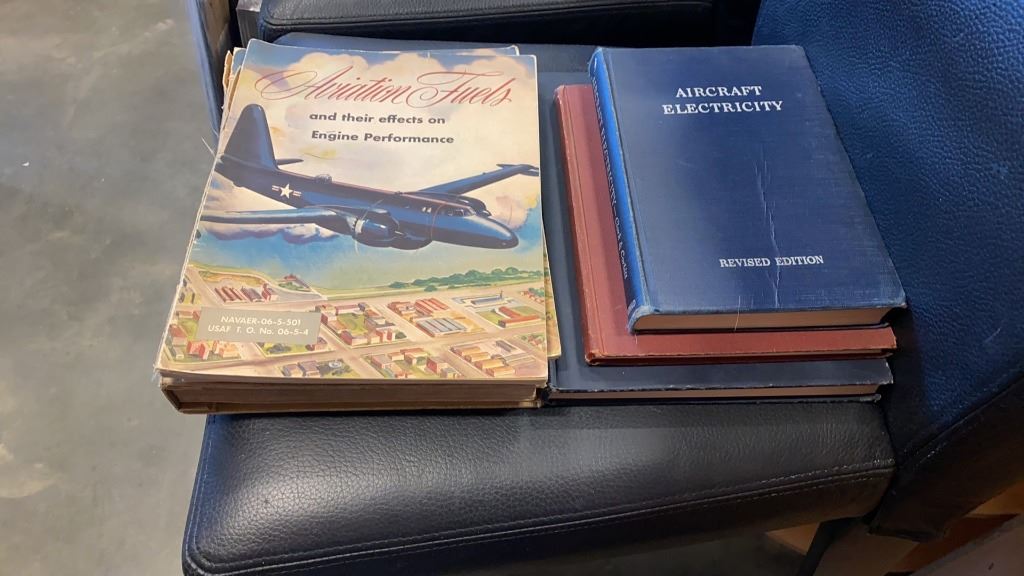 Aviation Fuels
and their effects on
Engine Performance
NAVAER-06-5-501
USAF T. O. No. 06-5-4
AIRCRAFT
ELECTRICITY
REVISED EDITION